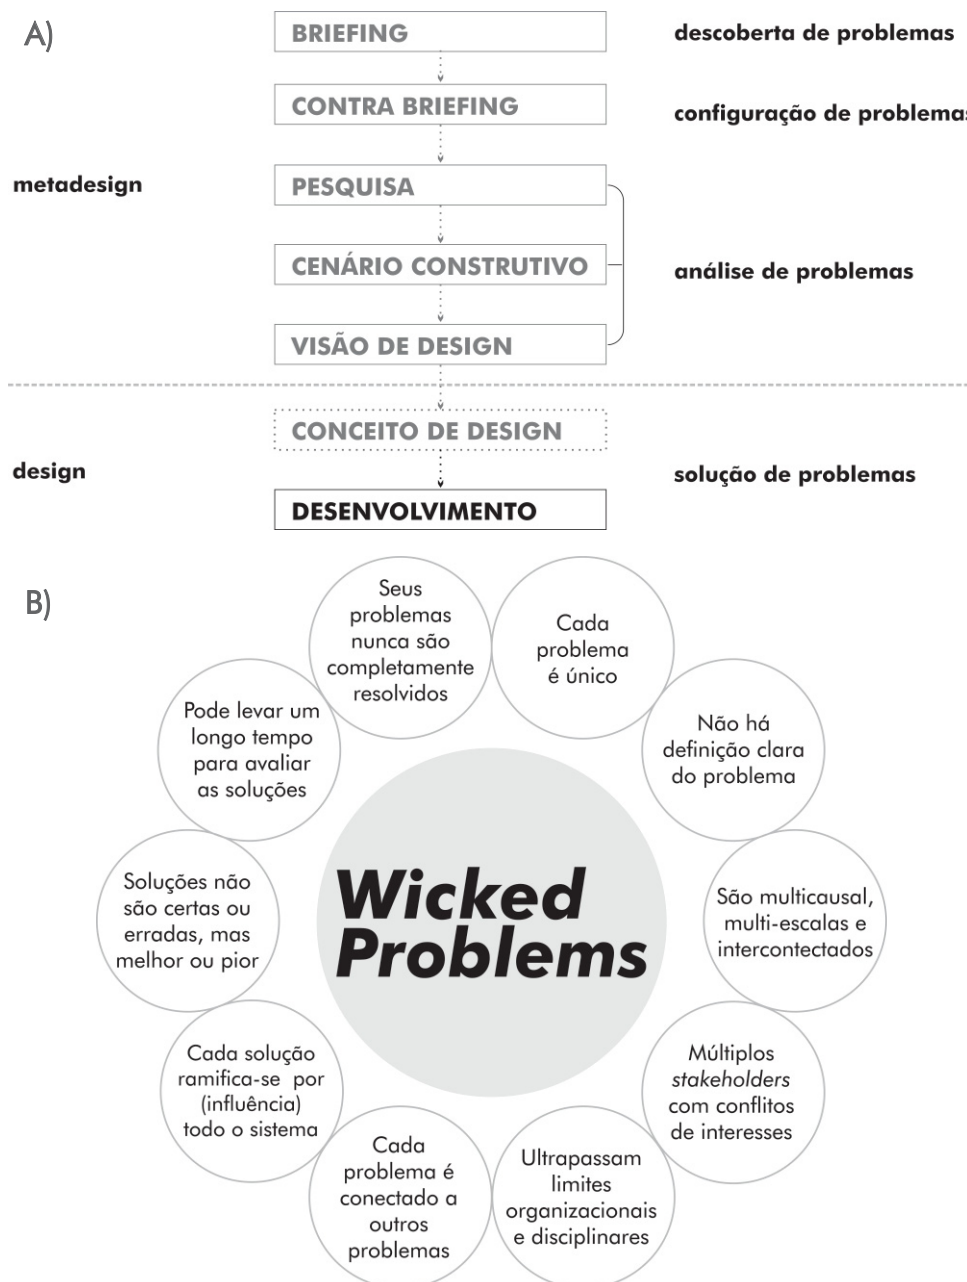 A)
BRIEFING
descoberta de problemas
CONTRA BRIEFING
configuração de problemas
metadesign
PESQUISA
CENÁRIO CONSTRUTIVO
análise de problemas
VISÃO DE DESIGN
CONCEITO DE DESIGN
design
solução de problemas
DESENVOLVIMENTO
B)
Seus
problemas
nunca são
completamente
resolvidos
Cada
problema
é único
Pode levar um
longo tempo
para avaliar
as soluções
Não há
definição clara
do problema
Soluções não
são certas ou
erradas, mas
melhor ou pior
Wicked
Problems
São multicausal,
multi-escalas e
intercontectados
Cada solução
ramifica-se por
(influência)
todo o sistema
Múltiplos
stakeholders
com conflitos
de interesses
Cada
problema é
conectado a
outros
problemas
Ultrapassam
limites
organizacionais
e disciplinares